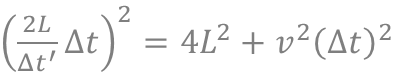 (2L/Δt′ Δt)² = 4L² + v²(Δt)²